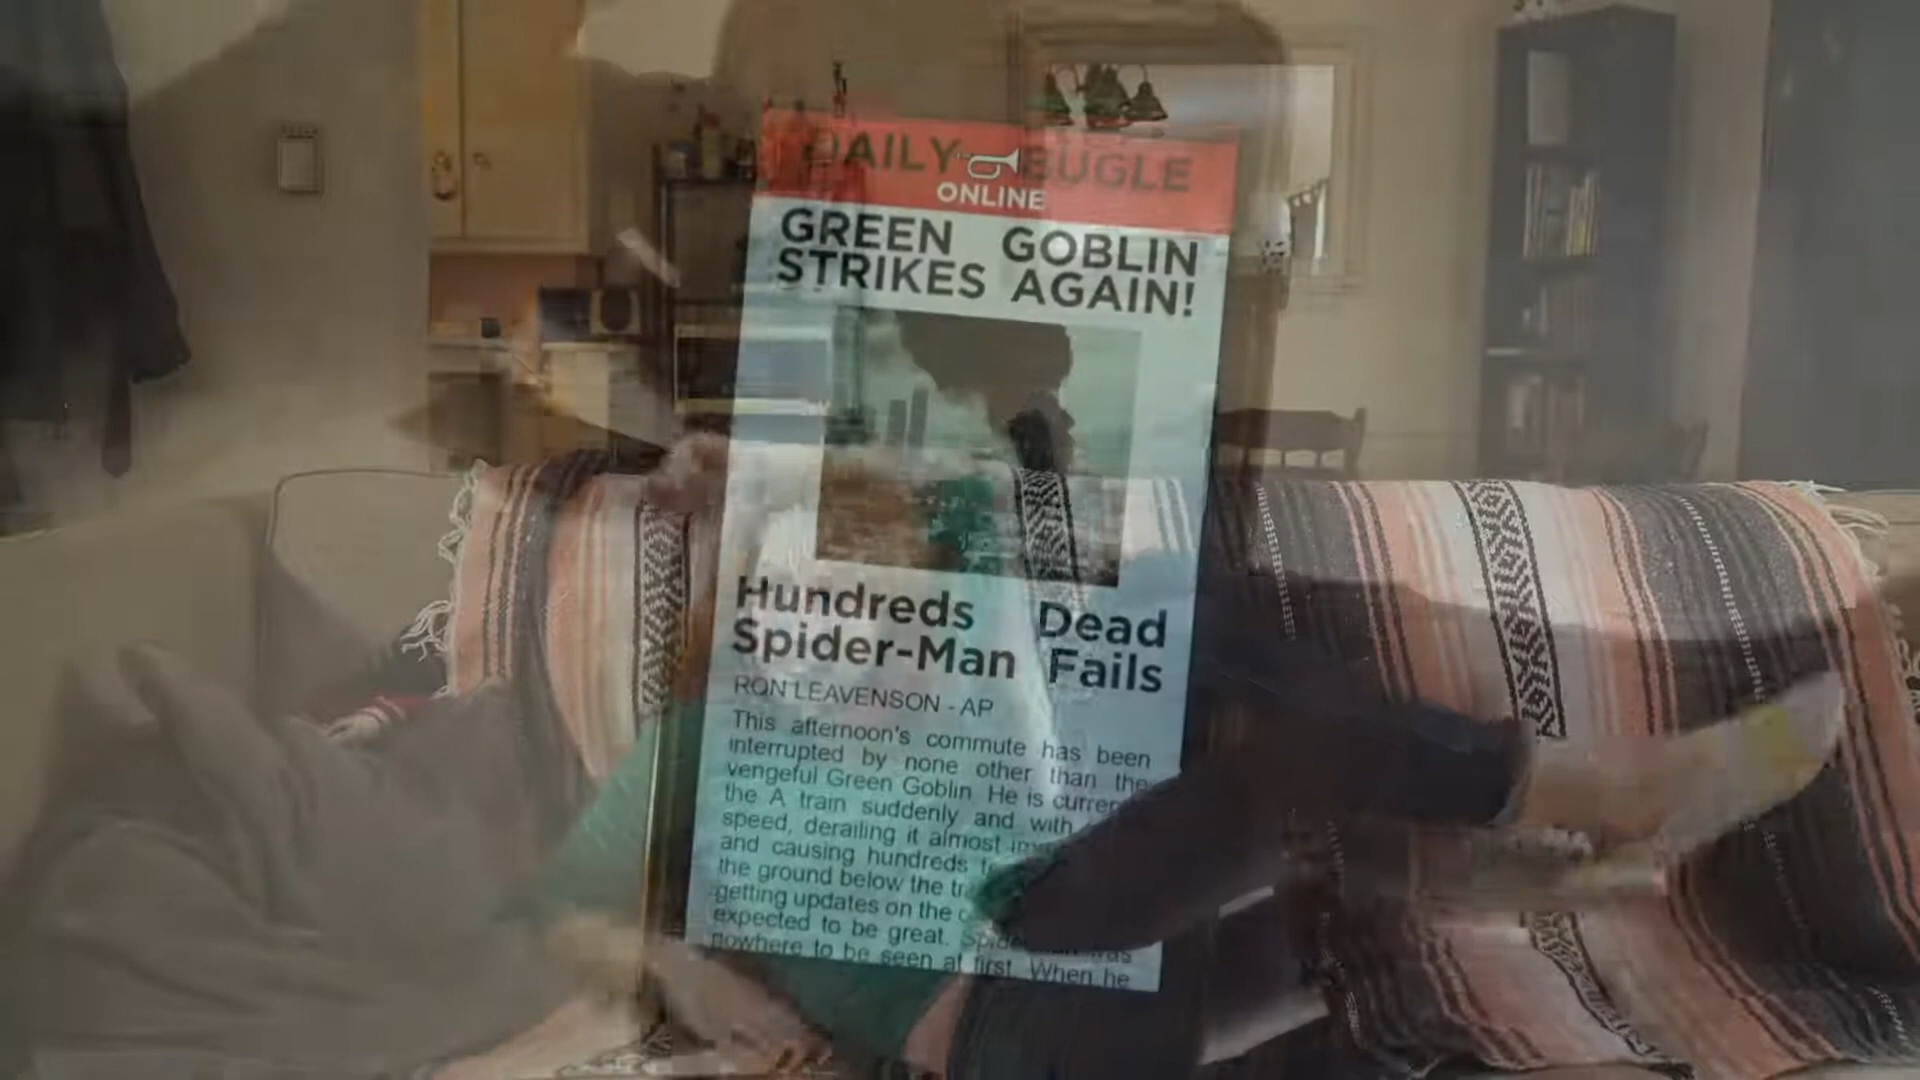 DAILY BUGLE
ONLINE
GREEN GOBLIN
STRIKES AGAIN!
Hundreds Dead
Spider-Man Fails
RON LEAVENSON - AP
This afternoon's commute has been
interrupted by none other than the
vengeful Green Goblin. He is
the A train suddenly and with
speed, derailing it almost
and causing hundreds
the ground below the
getting updates on the
expected to be great.
nowhere to be seen at first. When he